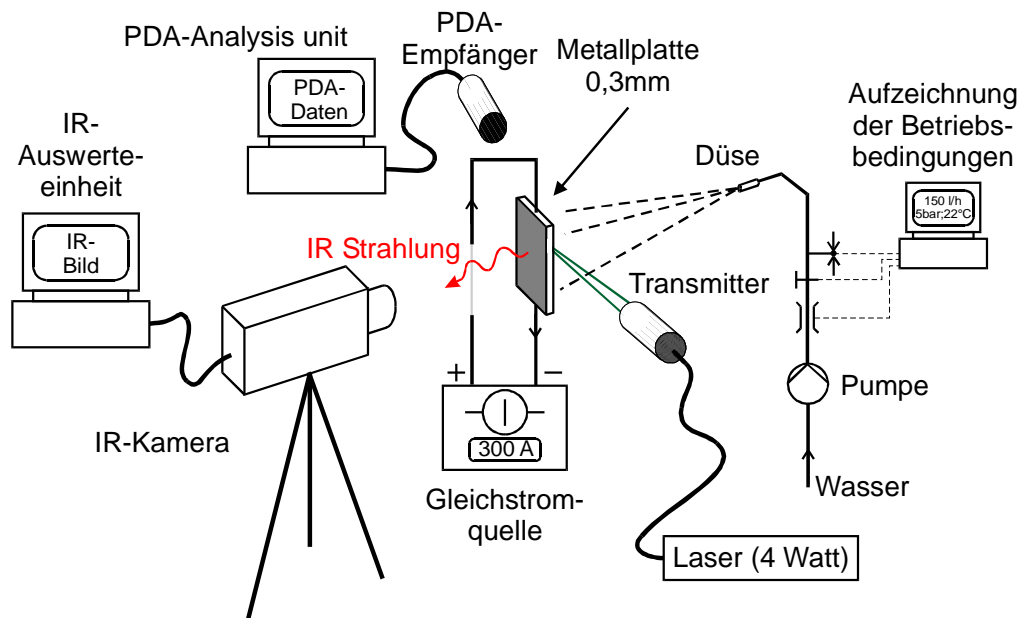 PDA-Analysis unit
PDA-
Daten
PDA-
Empfänger
Metallplatte
0,3mm
Aufzeichnung
der Betriebs-
bedingungen
150 l/h
5bar;22°C
Düse
IR-
Auswerte-
einheit
IR-
Bild
IR Strahlung
Transmitter
Pumpe
IR-Kamera
+
−
300 A
Gleichstrom-
quelle
Wasser
Laser (4 Watt)